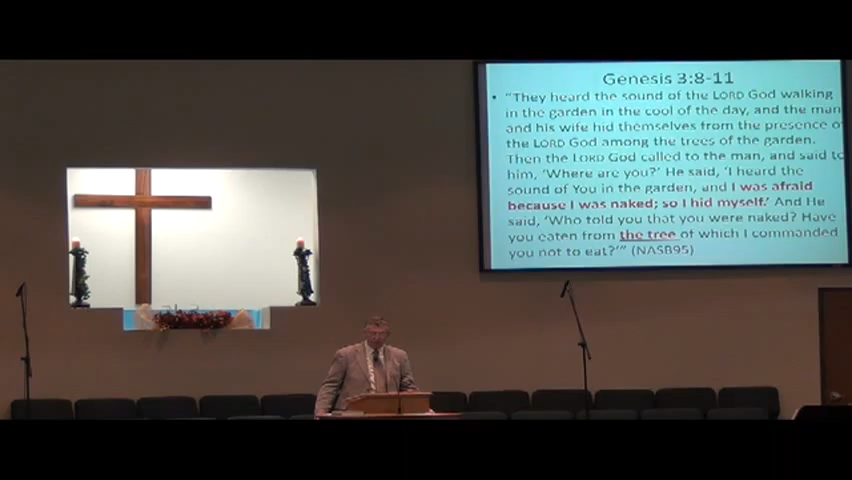 Genesis 3:8-11
• “They heard the sound of the LORD God walking
in the garden in the cool of the day, and the man
and his wife hid themselves from the presence of
the LORD God among the trees of the garden.
Then the LORD God called to the man, and said to
him, ‘Where are you?’ He said, ‘I heard the
sound of You in the garden, and I was afraid
because I was naked; so I hid myself.’ And He
said, ‘Who told you that you were naked? Have
you eaten from the tree of which I commanded
you not to eat?’” (NASB95)